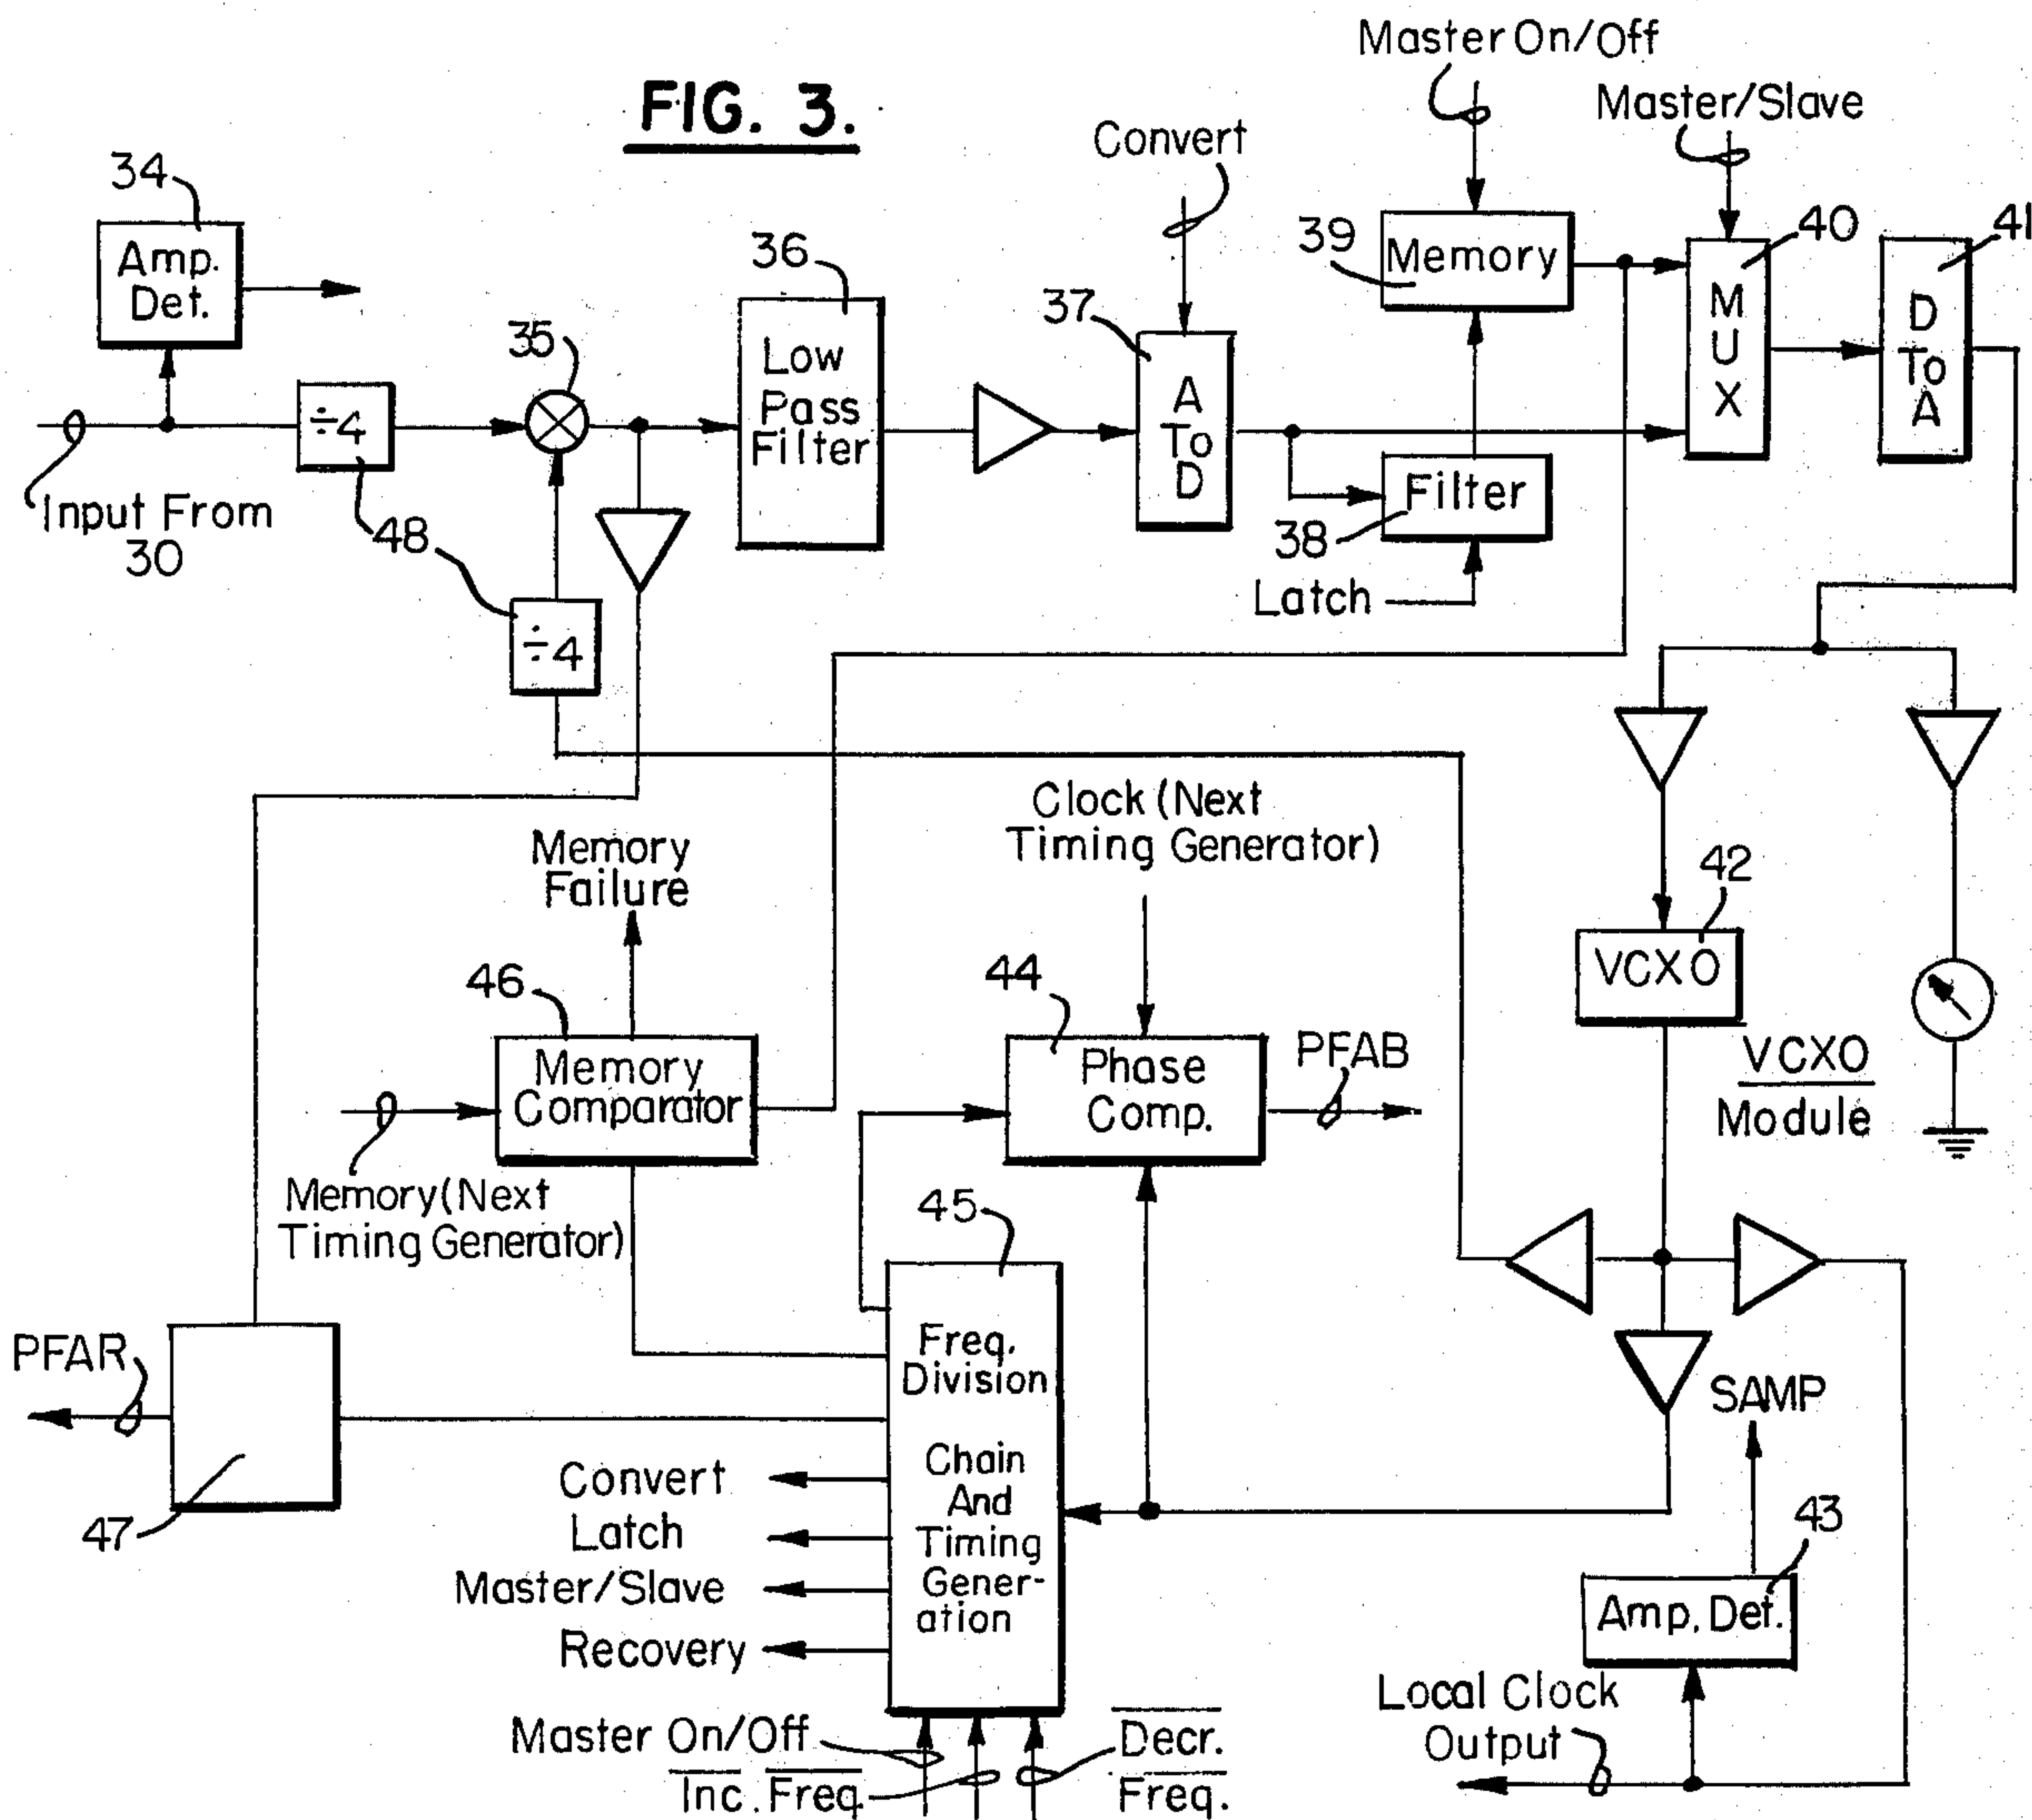 FIG. 3.
Master On/Off
Master/Slave
Convert
34
Amp.
Det.
35
36
Low
Pass
Filter
37
A
To
D
39
Memory
40
M
U
X
41
D
To
A
÷4
Input From
30
48
÷4
Filter
38
Latch
Clock (Next
Timing Generator)
Memory
Failure
42
VCXO
VCXO
Module
46
Memory
Comparator
44
Phase
Comp.
PFAB
Memory (Next
Timing Generator)
45
Freq.
Division
Chain
And
Timing
Gener-
ation
PFAR
47
Convert
Latch
Master/Slave
Recovery
SAMP
43
Amp. Det.
Local Clock
Output
Master On/Off
Inc. Freq.
Decr.
Freq.